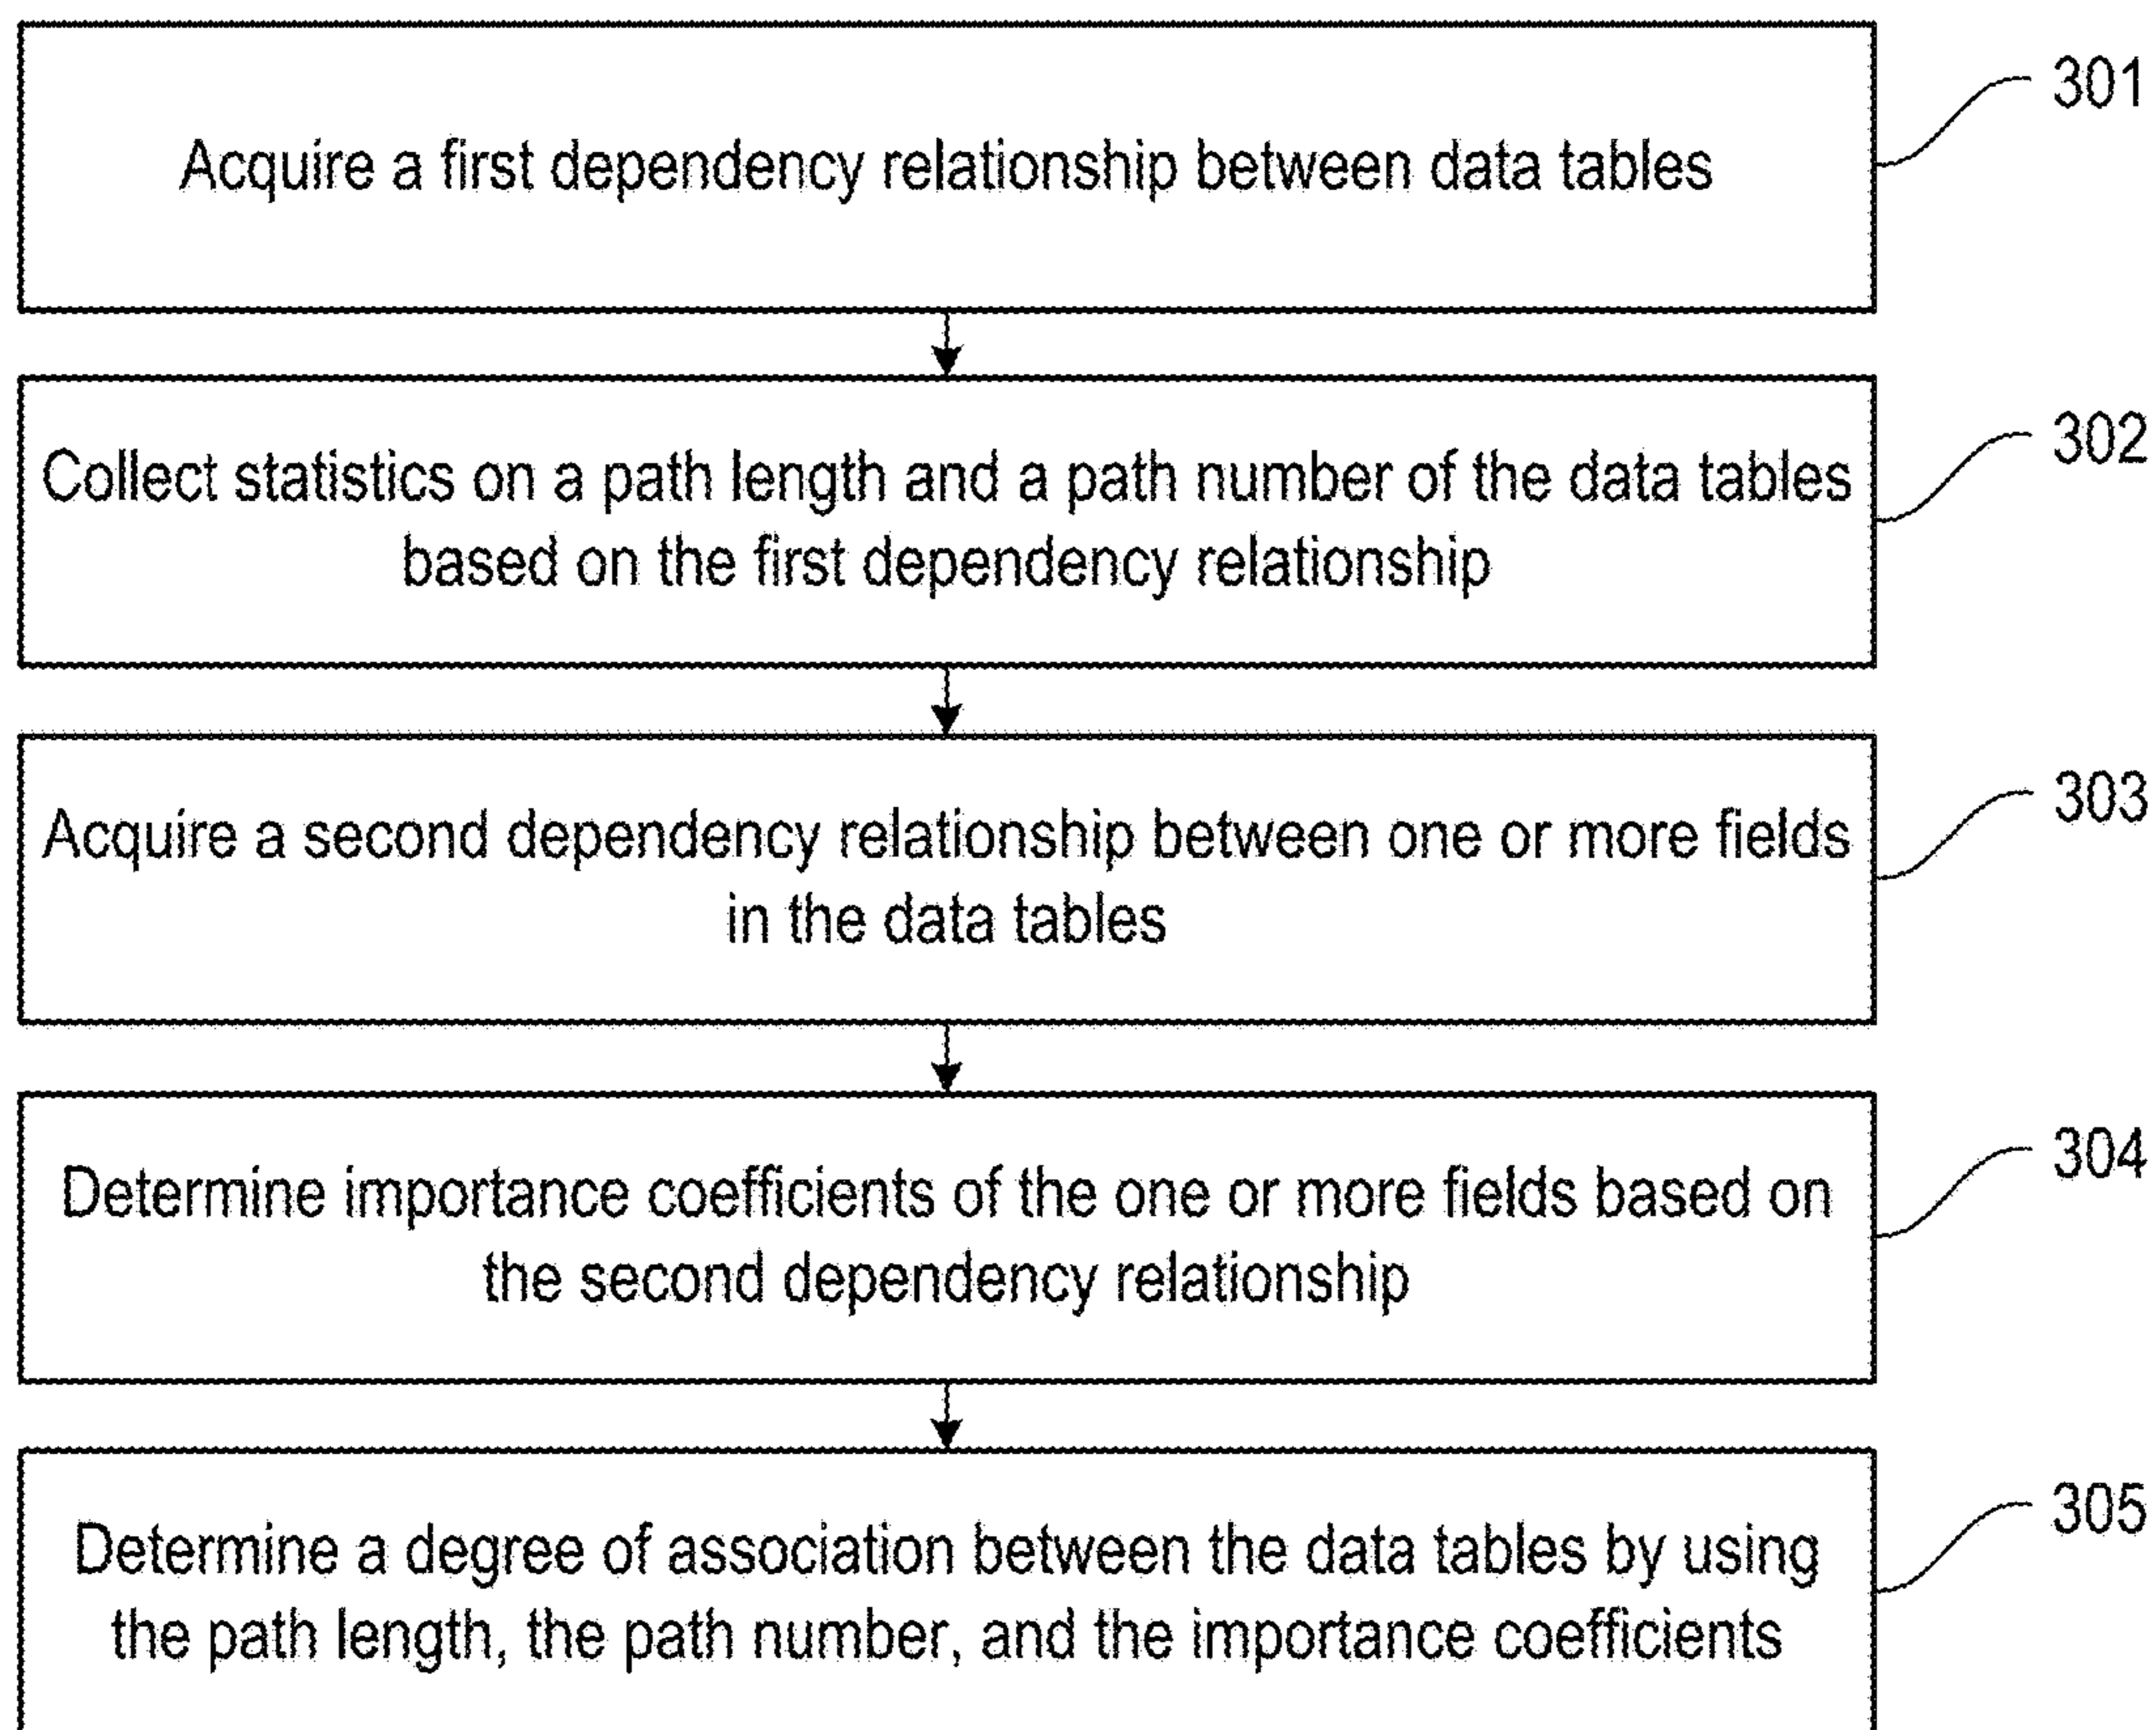 Acquire a first dependency relationship between data tables
301
Collect statistics on a path length and a path number of the data tables
based on the first dependency relationship
302
Acquire a second dependency relationship between one or more fields
in the data tables
303
Determine importance coefficients of the one or more fields based on
the second dependency relationship
304
Determine a degree of association between the data tables by using
the path length, the path number, and the importance coefficients
305